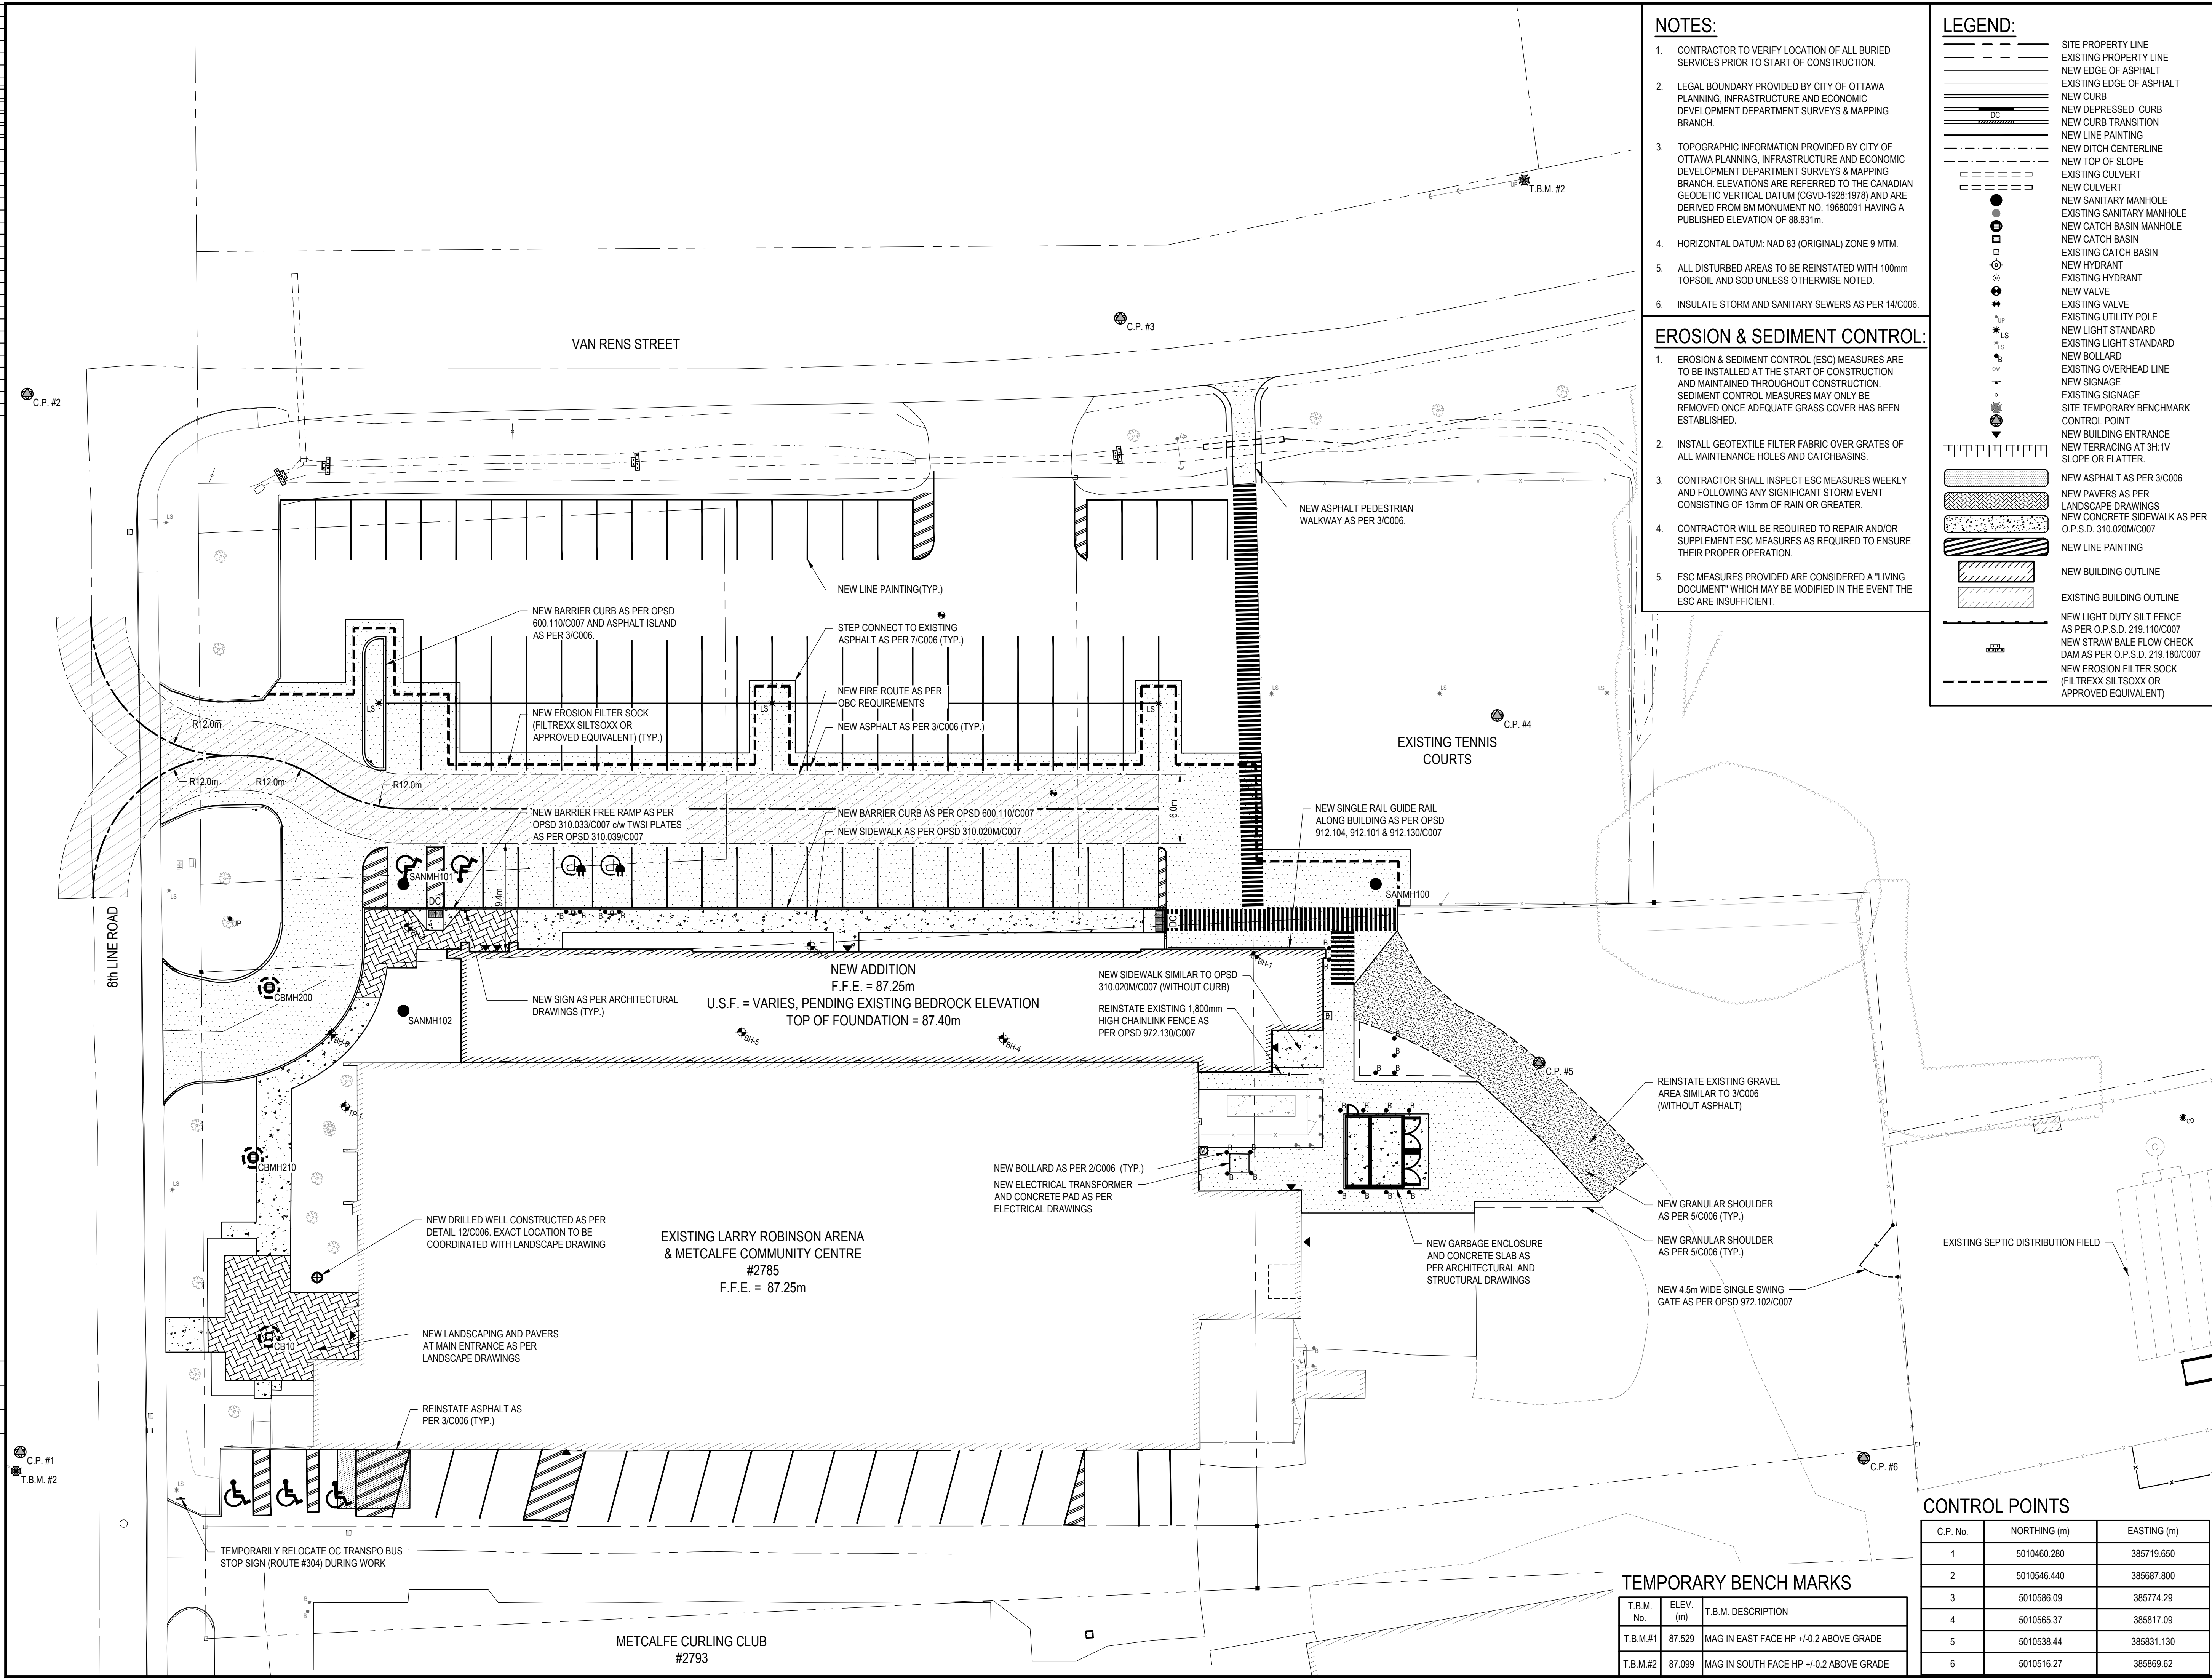 NOTES:
1. CONTRACTOR TO VERIFY LOCATION OF ALL BURIED
SERVICES PRIOR TO START OF CONSTRUCTION.
2. LEGAL BOUNDARY PROVIDED BY CITY OF OTTAWA
PLANNING, INFRASTRUCTURE AND ECONOMIC
DEVELOPMENT DEPARTMENT SURVEYS & MAPPING
BRANCH.
3. TOPOGRAPHIC INFORMATION PROVIDED BY CITY OF
OTTAWA PLANNING, INFRASTRUCTURE AND ECONOMIC
DEVELOPMENT DEPARTMENT SURVEYS & MAPPING
BRANCH. ELEVATIONS ARE REFERRED TO THE CANADIAN
GEODETIC VERTICAL DATUM (CGVD-1928:1978) AND ARE
DERIVED FROM BM MONUMENT NO. 19680091 HAVING A
PUBLISHED ELEVATION OF 88.831m.
4. HORIZONTAL DATUM: NAD 83 (ORIGINAL) ZONE 9 MTM.
5. ALL DISTURBED AREAS TO BE REINSTATED WITH 100mm
TOPSOIL AND SOD UNLESS OTHERWISE NOTED.
6. INSULATE STORM AND SANITARY SEWERS AS PER 14/C006.
EROSION & SEDIMENT CONTROL:
1. EROSION & SEDIMENT CONTROL (ESC) MEASURES ARE
TO BE INSTALLED AT THE START OF CONSTRUCTION
AND MAINTAINED THROUGHOUT CONSTRUCTION.
SEDIMENT CONTROL MEASURES MAY ONLY BE
REMOVED ONCE ADEQUATE GRASS COVER HAS BEEN
ESTABLISHED.
2. INSTALL GEOTEXTILE FILTER FABRIC OVER GRATES OF
ALL MAINTENANCE HOLES AND CATCHBASINS.
3. CONTRACTOR SHALL INSPECT ESC MEASURES WEEKLY
AND FOLLOWING ANY SIGNIFICANT STORM EVENT
CONSISTING OF 13mm OF RAIN OR GREATER.
4. CONTRACTOR WILL BE REQUIRED TO REPAIR AND/OR
SUPPLEMENT ESC MEASURES AS REQUIRED TO ENSURE
THEIR PROPER OPERATION.
5. ESC MEASURES PROVIDED ARE CONSIDERED A "LIVING
DOCUMENT" WHICH MAY BE MODIFIED IN THE EVENT THE
ESC ARE INSUFFICIENT.
LEGEND:
SITE PROPERTY LINE
EXISTING PROPERTY LINE
NEW EDGE OF ASPHALT
EXISTING EDGE OF ASPHALT
NEW CURB
NEW DEPRESSED CURB
DC
NEW CURB TRANSITION
NEW LINE PAINTING
NEW DITCH CENTERLINE
NEW TOP OF SLOPE
EXISTING CULVERT
NEW CULVERT
NEW SANITARY MANHOLE
EXISTING SANITARY MANHOLE
NEW CATCH BASIN MANHOLE
NEW CATCH BASIN
EXISTING CATCH BASIN
NEW HYDRANT
EXISTING HYDRANT
NEW VALVE
EXISTING VALVE
UP EXISTING UTILITY POLE
LS NEW LIGHT STANDARD
LS EXISTING LIGHT STANDARD
B NEW BOLLARD
OW EXISTING OVERHEAD LINE
NEW SIGNAGE
EXISTING SIGNAGE
SITE TEMPORARY BENCHMARK
CONTROL POINT
NEW BUILDING ENTRANCE
NEW TERRACING AT 3H:1V
SLOPE OR FLATTER.
NEW ASPHALT AS PER 3/C006
NEW PAVERS AS PER
LANDSCAPE DRAWINGS
NEW CONCRETE SIDEWALK AS PER
O.P.S.D. 310.020M/C007
NEW LINE PAINTING
NEW BUILDING OUTLINE
EXISTING BUILDING OUTLINE
NEW LIGHT DUTY SILT FENCE
AS PER O.P.S.D. 219.110/C007
NEW STRAW BALE FLOW CHECK
DAM AS PER O.P.S.D. 219.180/C007
NEW EROSION FILTER SOCK
(FILTREXX SILTSOXX OR
APPROVED EQUIVALENT)
T.B.M. #2
C.P. #3
VAN RENS STREET
C.P. #2
NEW ASPHALT PEDESTRIAN
WALKWAY AS PER 3/C006.
NEW LINE PAINTING(TYP.)
NEW BARRIER CURB AS PER OPSD
600.110/C007 AND ASPHALT ISLAND
AS PER 3/C006.
STEP CONNECT TO EXISTING
ASPHALT AS PER 7/C006 (TYP.)
NEW FIRE ROUTE AS PER
OBC REQUIREMENTS
NEW EROSION FILTER SOCK
(FILTREXX SILTSOXX OR
APPROVED EQUIVALENT) (TYP.)
NEW ASPHALT AS PER 3/C006 (TYP.)
LS
LS
LS
LS
LS
LS
LS
C.P. #4
EXISTING TENNIS
COURTS
R12.0m
R12.0m
R12.0m
R12.0m
6.0m
9.4m
NEW BARRIER FREE RAMP AS PER
OPSD 310.033/C007 c/w TWSI PLATES
AS PER OPSD 310.039/C007
NEW BARRIER CURB AS PER OPSD 600.110/C007
NEW SIDEWALK AS PER OPSD 310.020M/C007
NEW SINGLE RAIL GUIDE RAIL
ALONG BUILDING AS PER OPSD
912.104, 912.101 & 912.130/C007
SANMH101
DC
DC
SANMH100
8th LINE ROAD
LS
UP
CBMH200
SANMH102
NEW SIGN AS PER ARCHITECTURAL
DRAWINGS (TYP.)
NEW ADDITION
F.F.E. = 87.25m
U.S.F. = VARIES, PENDING EXISTING BEDROCK ELEVATION
TOP OF FOUNDATION = 87.40m
BH-1
BH-2
BH-4
BH-5
BH-6
TP-1
NEW SIDEWALK SIMILAR TO OPSD
310.020M/C007 (WITHOUT CURB)
REINSTATE EXISTING 1,800mm
HIGH CHAINLINK FENCE AS
PER OPSD 972.130/C007
C.P. #5
REINSTATE EXISTING GRAVEL
AREA SIMILAR TO 3/C006
(WITHOUT ASPHALT)
CO
CBMH210
LS
NEW BOLLARD AS PER 2/C006 (TYP.)
NEW ELECTRICAL TRANSFORMER
AND CONCRETE PAD AS PER
ELECTRICAL DRAWINGS
NEW DRILLED WELL CONSTRUCTED AS PER
DETAIL 12/C006. EXACT LOCATION TO BE
COORDINATED WITH LANDSCAPE DRAWING
EXISTING LARRY ROBINSON ARENA
& METCALFE COMMUNITY CENTRE
#2785
F.F.E. = 87.25m
NEW GRANULAR SHOULDER
AS PER 5/C006 (TYP.)
NEW GRANULAR SHOULDER
AS PER 5/C006 (TYP.)
NEW GARBAGE ENCLOSURE
AND CONCRETE SLAB AS
PER ARCHITECTURAL AND
STRUCTURAL DRAWINGS
EXISTING SEPTIC DISTRIBUTION FIELD
NEW 4.5m WIDE SINGLE SWING
GATE AS PER OPSD 972.102/C007
CB10
NEW LANDSCAPING AND PAVERS
AT MAIN ENTRANCE AS PER
LANDSCAPE DRAWINGS
REINSTATE ASPHALT AS
PER 3/C006 (TYP.)
C.P. #1
T.B.M. #2
LS
C.P. #6
TEMPORARILY RELOCATE OC TRANSPO BUS
STOP SIGN (ROUTE #304) DURING WORK
METCALFE CURLING CLUB
#2793
TEMPORARY BENCH MARKS
T.B.M. No. ELEV. (m) T.B.M. DESCRIPTION
T.B.M.#1 87.529 MAG IN EAST FACE HP +/-0.2 ABOVE GRADE
T.B.M.#2 87.099 MAG IN SOUTH FACE HP +/-0.2 ABOVE GRADE
CONTROL POINTS
C.P. No. NORTHING (m) EASTING (m)
1 5010460.280 385719.650
2 5010546.440 385687.800
3 5010586.09 385774.29
4 5010565.37 385817.09
5 5010538.44 385831.130
6 5010516.27 385869.62